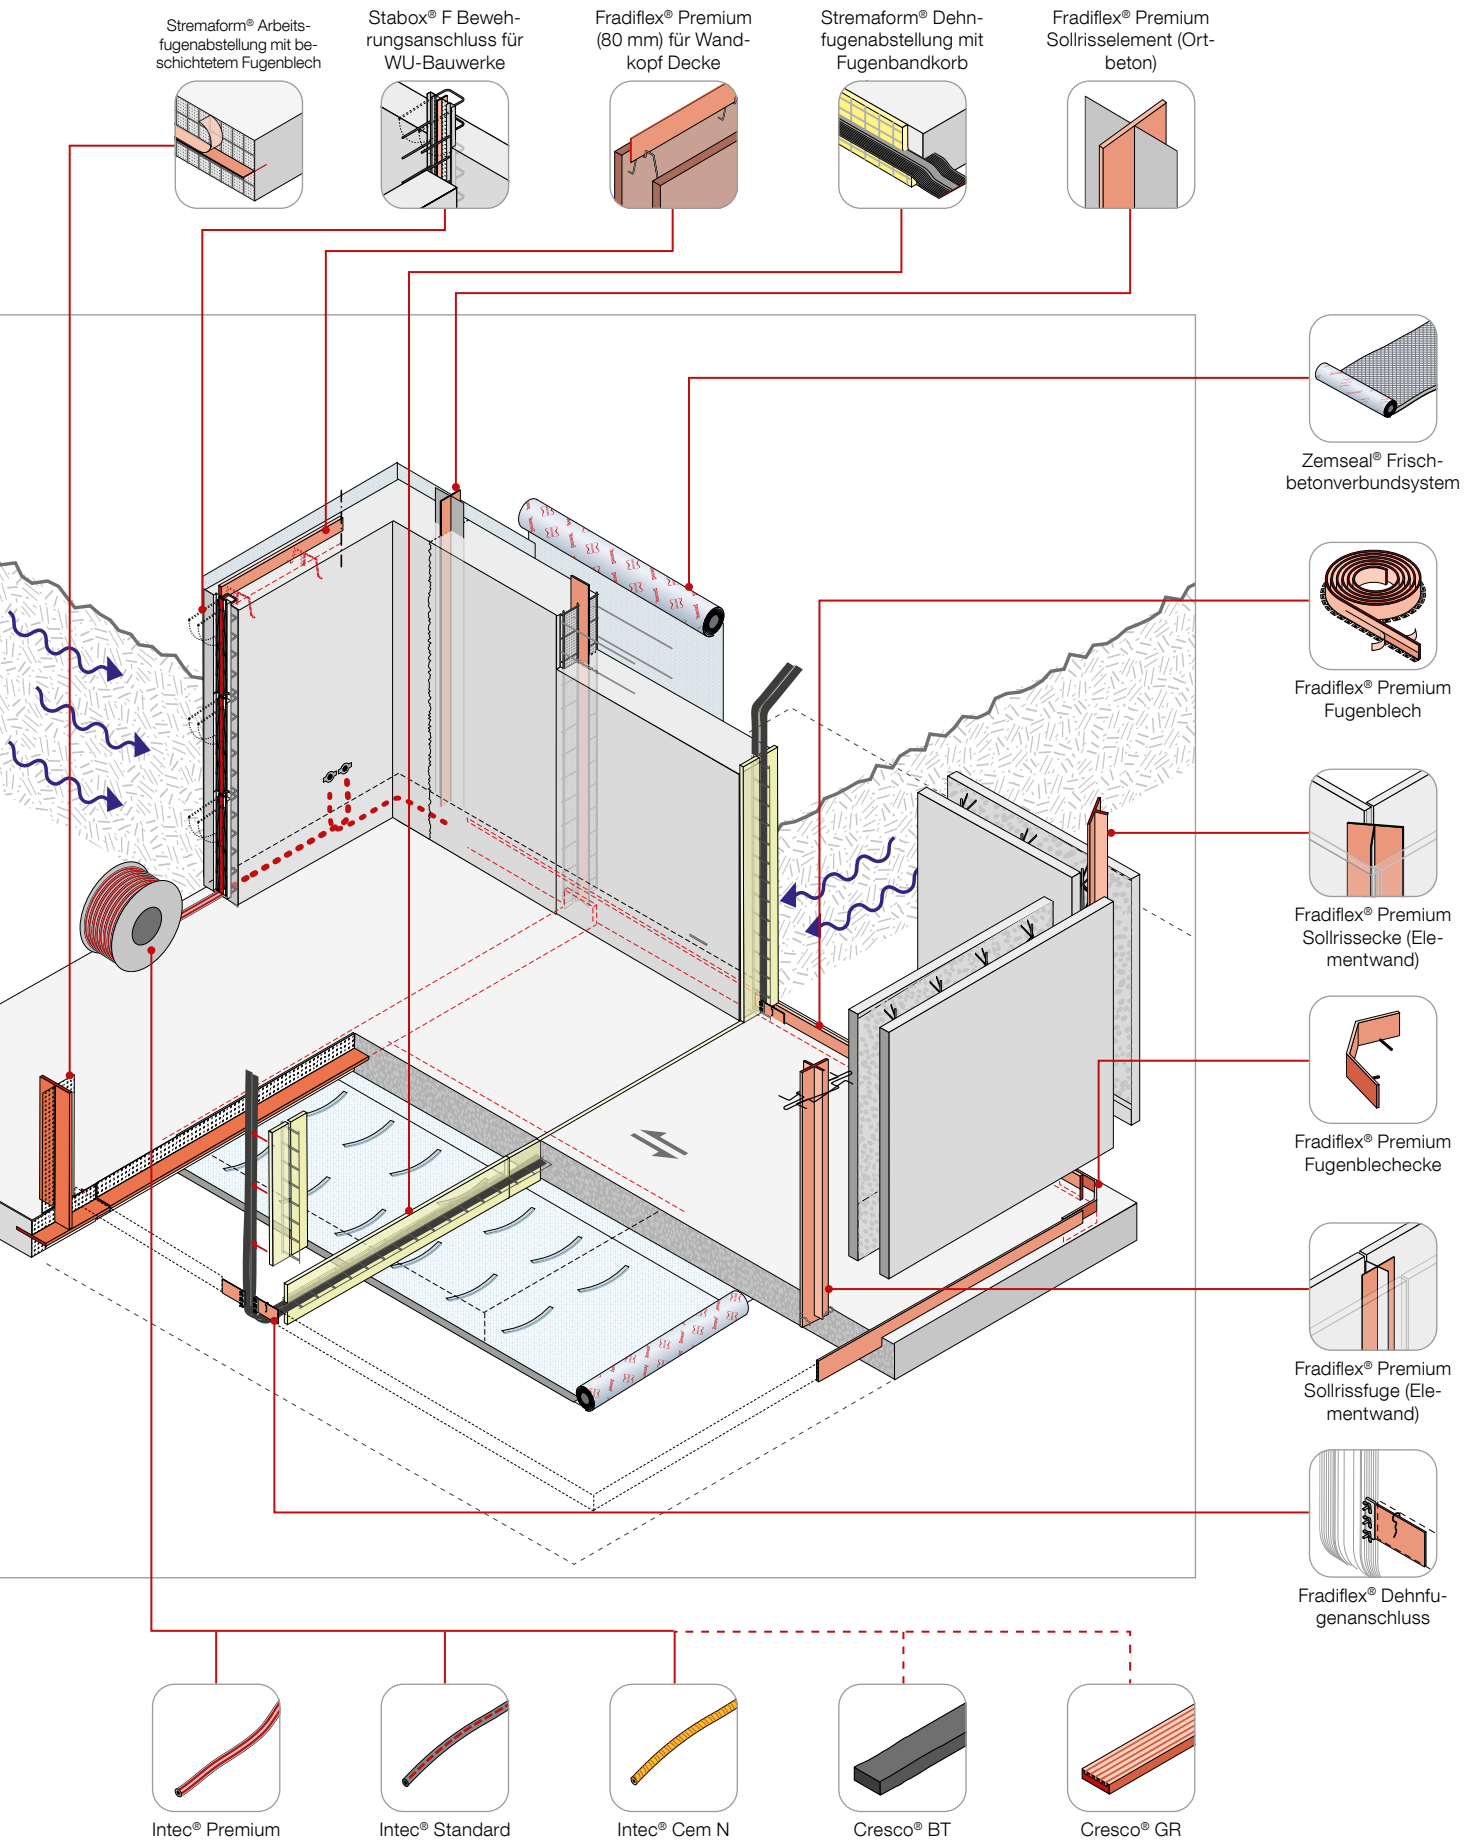 Stremaform® Arbeits-
fugenabstellung mit be-
schichtetem Fugenblech
Stabox® F Beweh-
rungsanschluss für
WU-Bauwerke
Fradiflex® Premium
(80 mm) für Wand-
kopf Decke
Stremaform® Dehn-
fugenabstellung mit
Fugenbandkorb
Fradiflex® Premium
Sollrisselement (Ort-
beton)
Zemseal® Frisch-
betonverbundsystem
Fradiflex® Premium
Fugenblech
Fradiflex® Premium
Sollrissecke (Ele-
mentwand)
Fradiflex® Premium
Fugenblechecke
Fradiflex® Premium
Sollrissfuge (Ele-
mentwand)
Fradiflex® Dehnfu-
genanschluss
Intec® Premium
Intec® Standard
Intec® Cem N
Cresco® BT
Cresco® GR